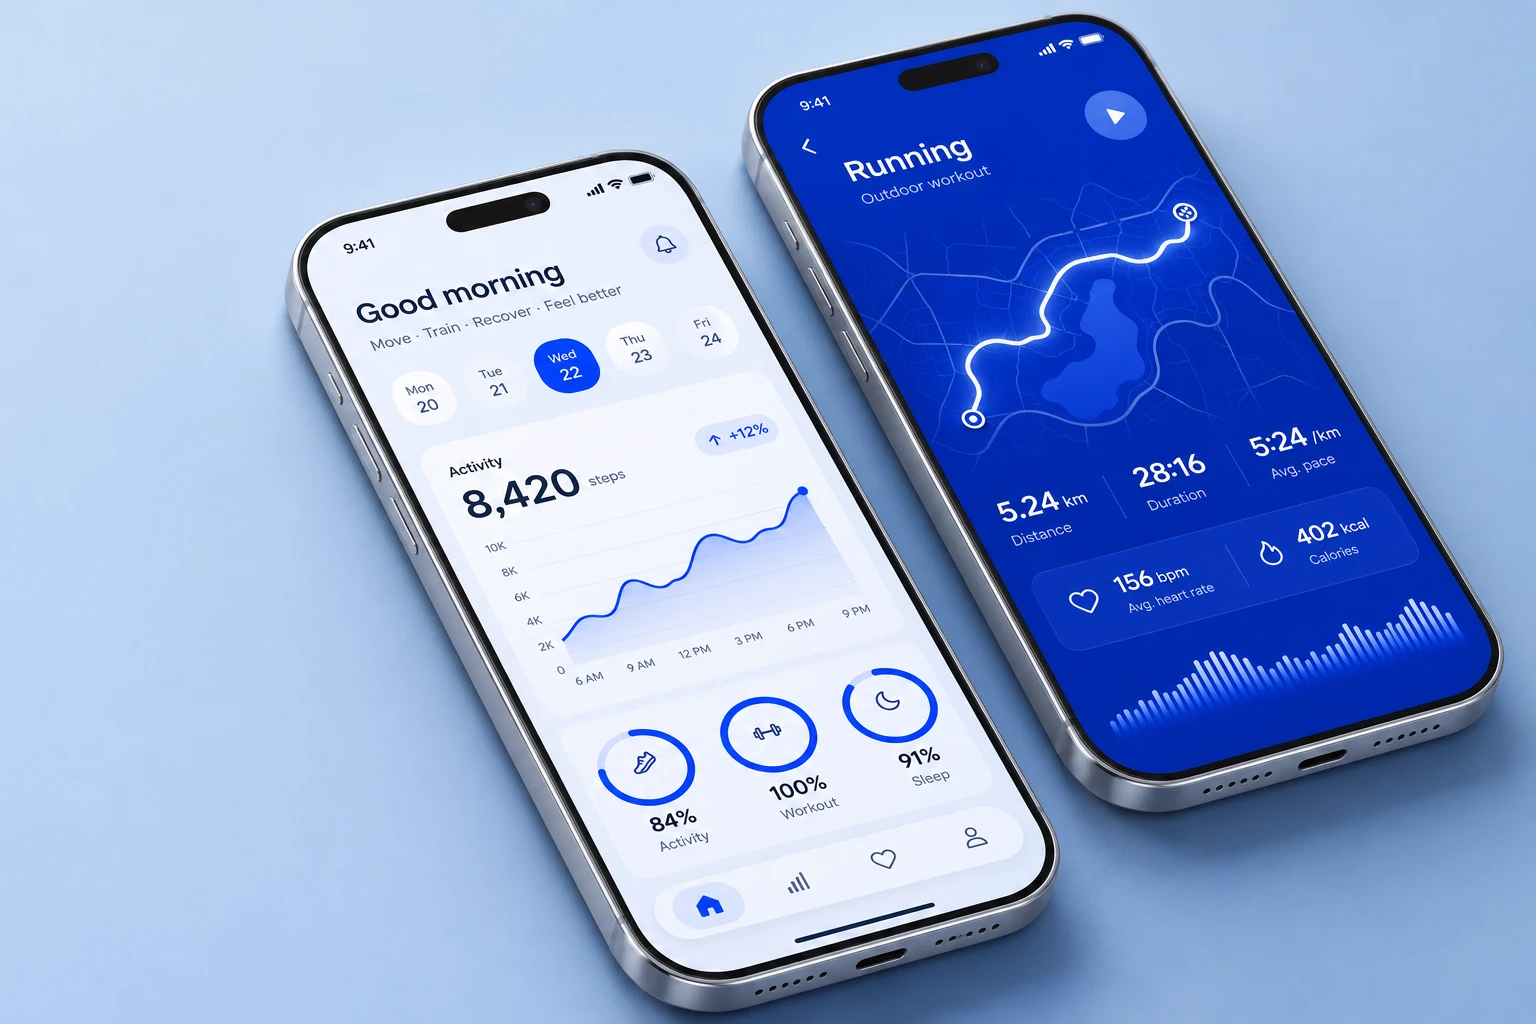 9:41
Good morning
Move · Train · Recover · Feel better
Mon
20
Tue
21
Wed
22
Thu
23
Fri
24
Activity
+12%
8,420 steps
10K
8K
6K
4K
2K
0
6 AM
9 AM
12 PM
3 PM
6 PM
9 PM
84%
Activity
100%
Workout
91%
Sleep
9:41
Running
Outdoor workout
5.24 km
Distance
28:16
Duration
5:24 /km
Avg. pace
156 bpm
Avg. heart rate
402 kcal
Calories